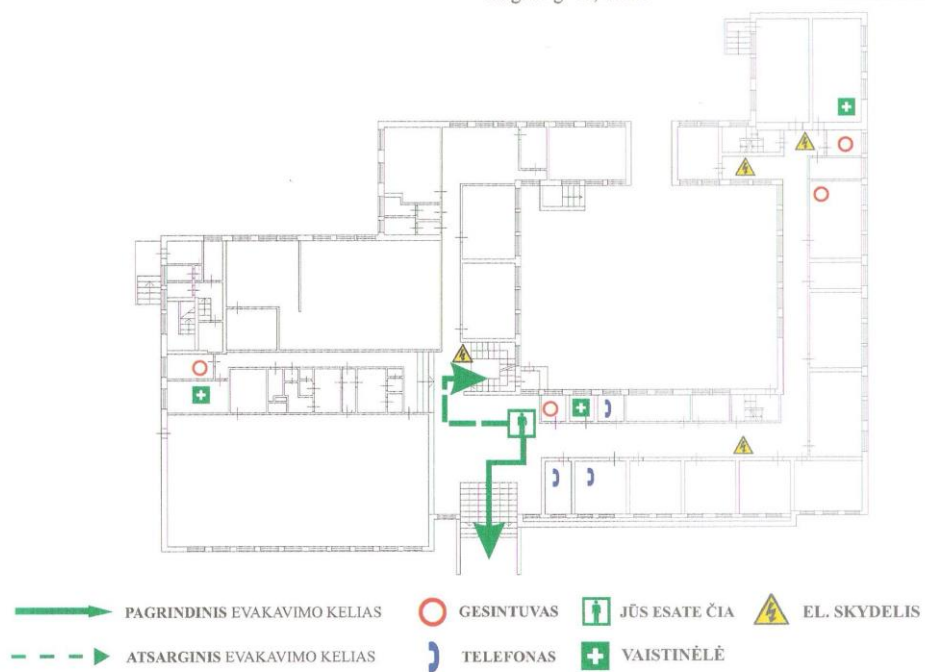 PAGRINDINIS EVAKAVIMO KELIAS
GESINTUVAS
JŪS ESATE ČIA
EL. SKYDELIS
ATSARGINIS EVAKAVIMO KELIAS
TELEFONAS
VAISTINĖLĖ